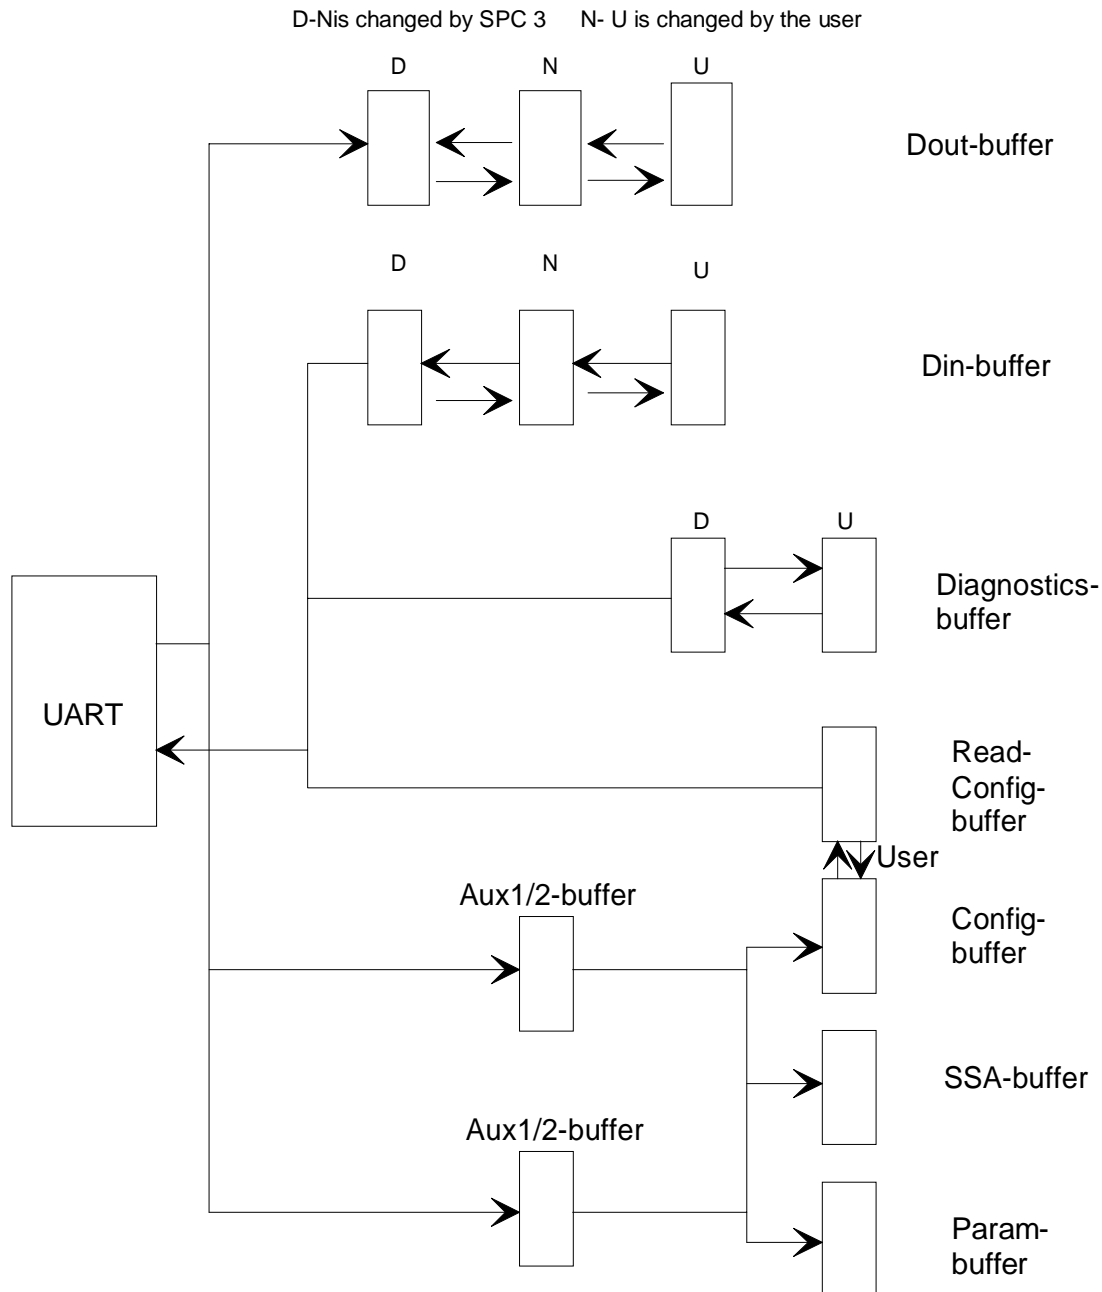 D-Nis changed by SPC 3 N- U is changed by the user
D N U
Dout-buffer
D N U
Din-buffer
D U
Diagnostics-
buffer
UART
Read-
Config-
buffer
User
Aux1/2-buffer
Config-
buffer
SSA-buffer
Aux1/2-buffer
Param-
buffer